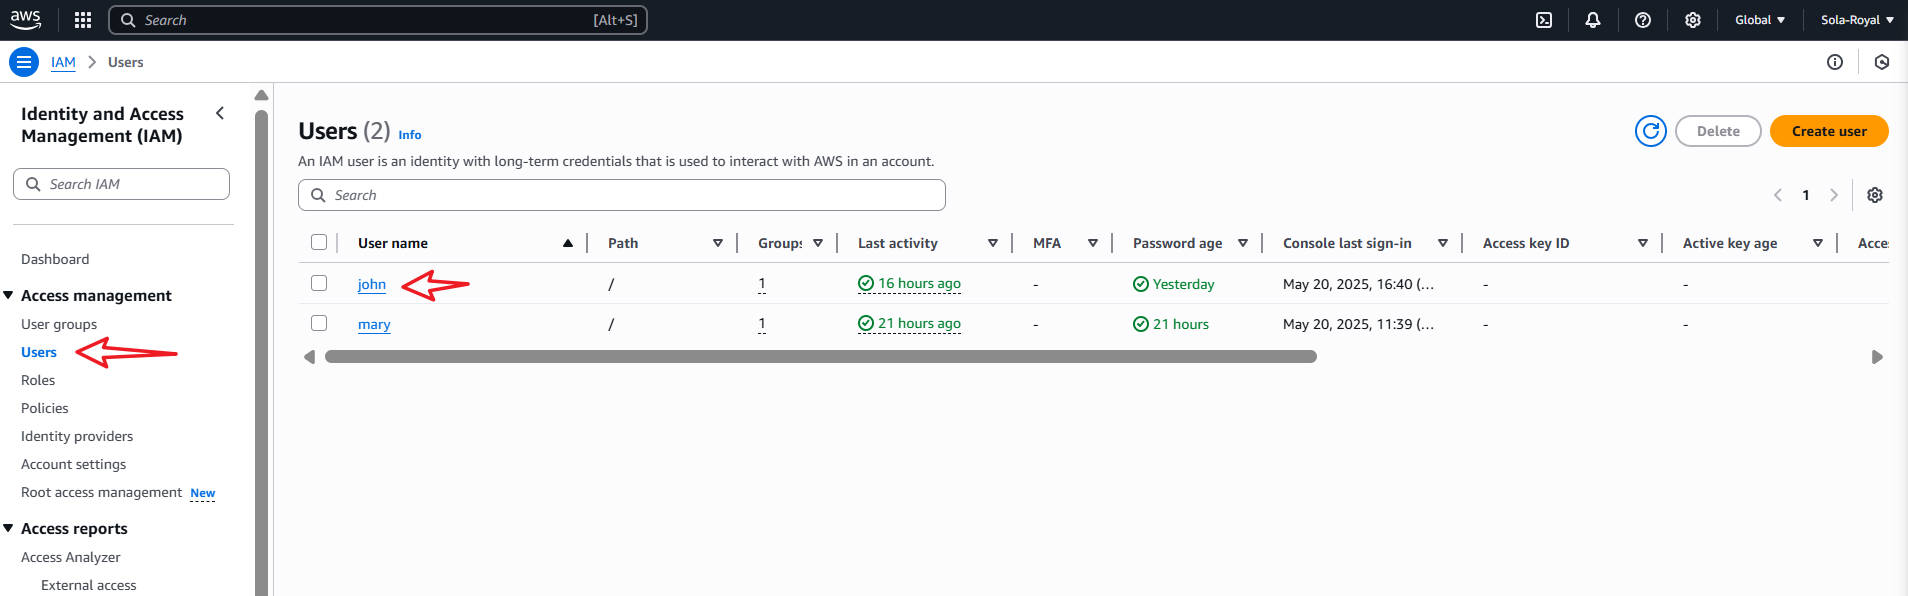 aws Search [Alt+S] Global Sola-Royal
IAM > Users
Identity and Access
Management (IAM)
Search IAM
Dashboard
Access management
User groups
Users
Roles
Policies
Identity providers
Account settings
Root access management New
Access reports
Access Analyzer
External access
Users (2) Info
Delete
Create user
An IAM user is an identity with long-term credentials that is used to interact with AWS in an account.
Search
1
User name Path Groups Last activity MFA Password age Console last sign-in Access key ID Active key age Acce
john / 1 16 hours ago - Yesterday May 20, 2025, 16:40 (... - -
mary / 1 21 hours ago - 21 hours May 20, 2025, 11:39 (... - -